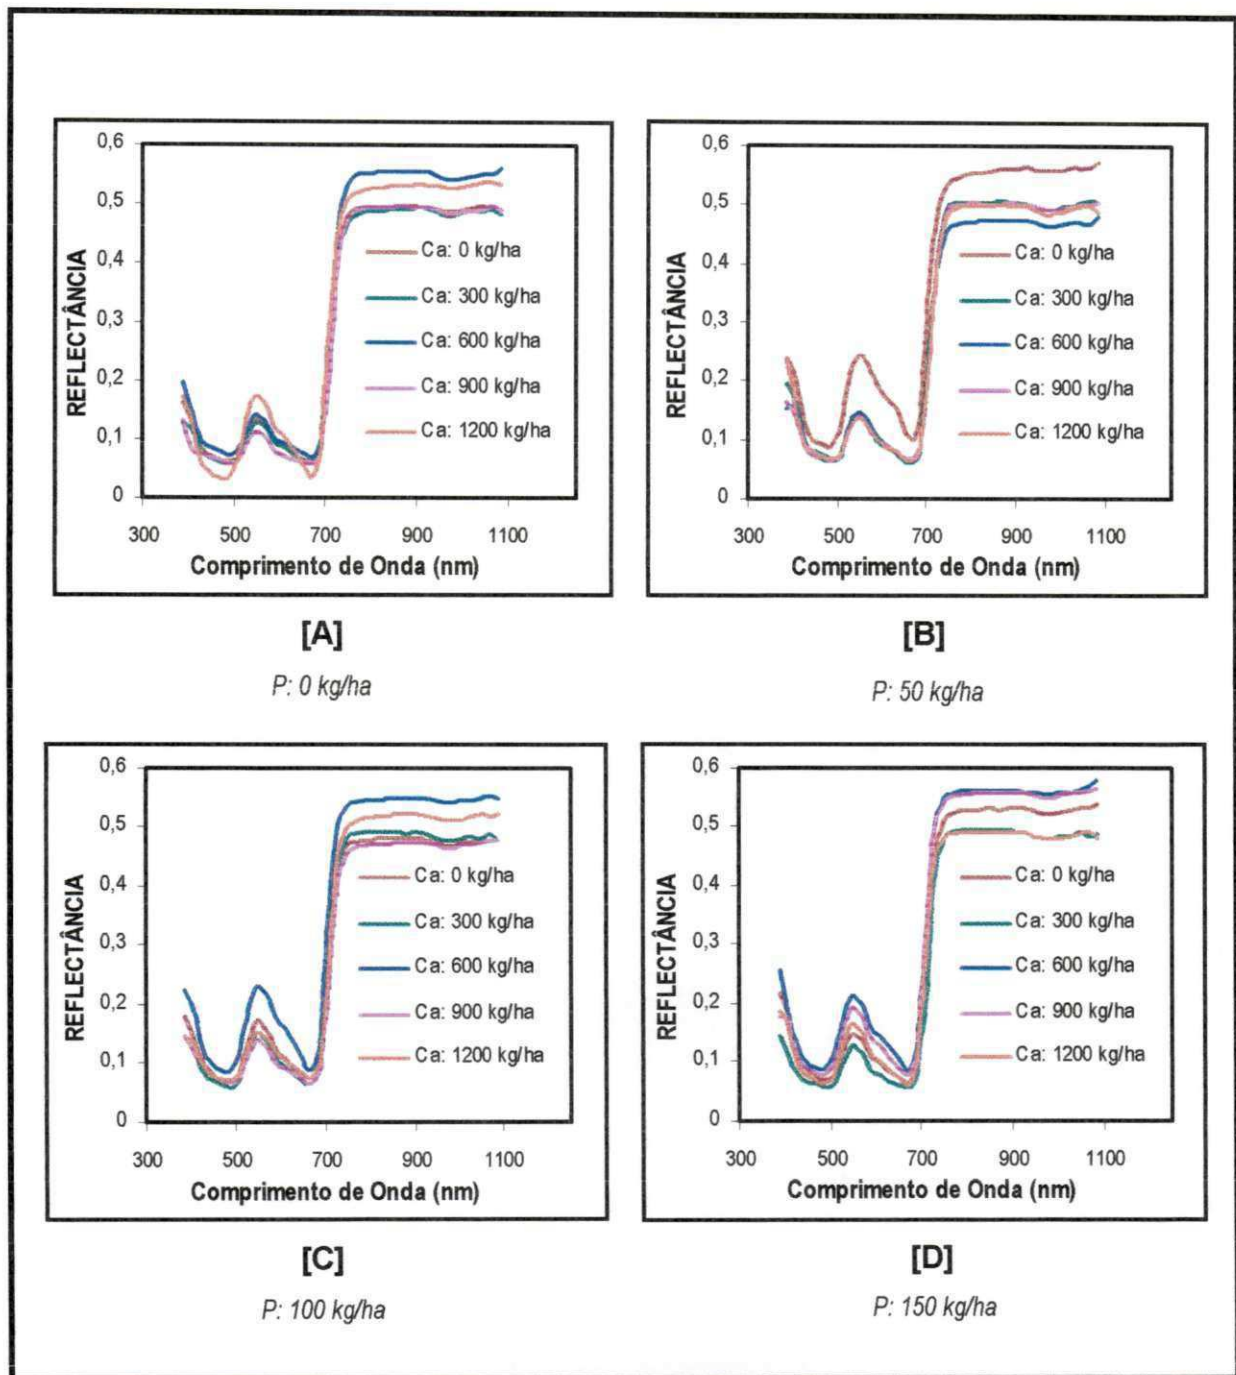 0,6
0,5
0,4
0,3
0,2
0,1
0
REFLECTÂNCIA
Ca: 0 kg/ha
Ca: 300 kg/ha
Ca: 600 kg/ha
Ca: 900 kg/ha
Ca: 1200 kg/ha
300 500 700 900 1100
Comprimento de Onda (nm)
[A]
P: 0 kg/ha
0,6
0,5
0,4
0,3
0,2
0,1
0
REFLECTÂNCIA
Ca: 0 kg/ha
Ca: 300 kg/ha
Ca: 600 kg/ha
Ca: 900 kg/ha
Ca: 1200 kg/ha
300 500 700 900 1100
Comprimento de Onda (nm)
[B]
P: 50 kg/ha
0,6
0,5
0,4
0,3
0,2
0,1
0
REFLECTÂNCIA
Ca: 0 kg/ha
Ca: 300 kg/ha
Ca: 600 kg/ha
Ca: 900 kg/ha
Ca: 1200 kg/ha
300 500 700 900 1100
Comprimento de Onda (nm)
[C]
P: 100 kg/ha
0,6
0,5
0,4
0,3
0,2
0,1
0
REFLECTÂNCIA
Ca: 0 kg/ha
Ca: 300 kg/ha
Ca: 600 kg/ha
Ca: 900 kg/ha
Ca: 1200 kg/ha
300 500 700 900 1100
Comprimento de Onda (nm)
[D]
P: 150 kg/ha